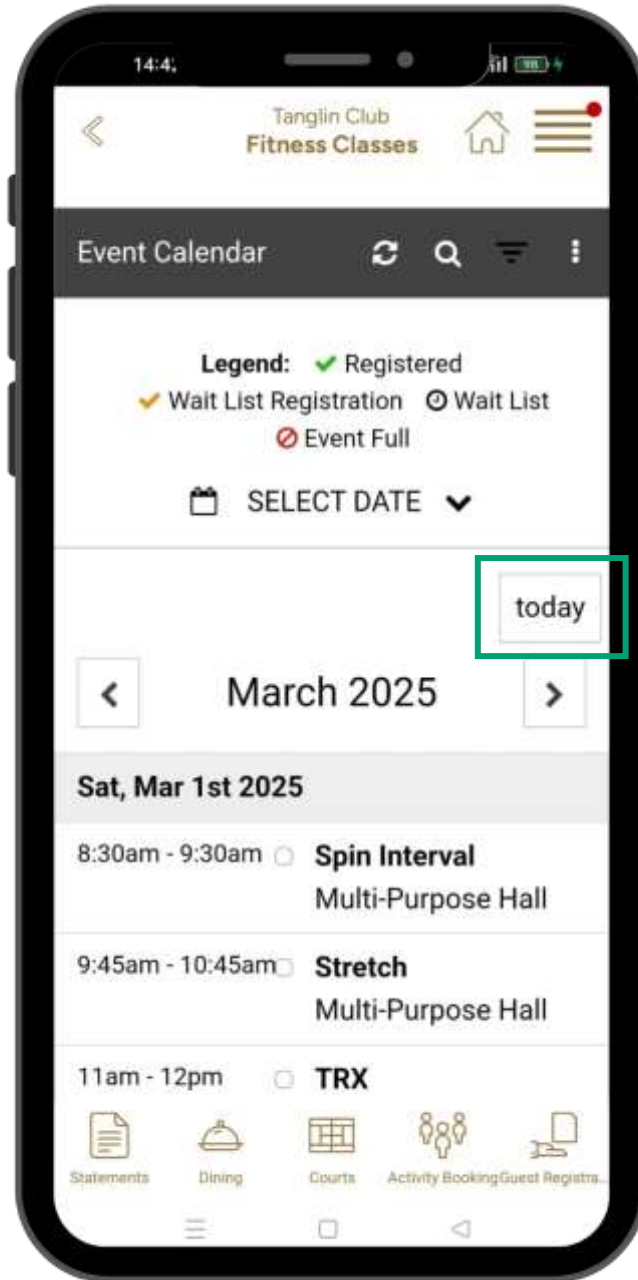 14:4
98
Tanglin Club
Fitness Classes
Event Calendar
Legend: Registered
Wait List Registration Wait List
Event Full
SELECT DATE
today
March 2025
Sat, Mar 1st 2025
8:30am - 9:30am Spin Interval
Multi-Purpose Hall
9:45am - 10:45am Stretch
Multi-Purpose Hall
11am - 12pm TRX
Statements Dining Courts Activity Booking Guest Registra...